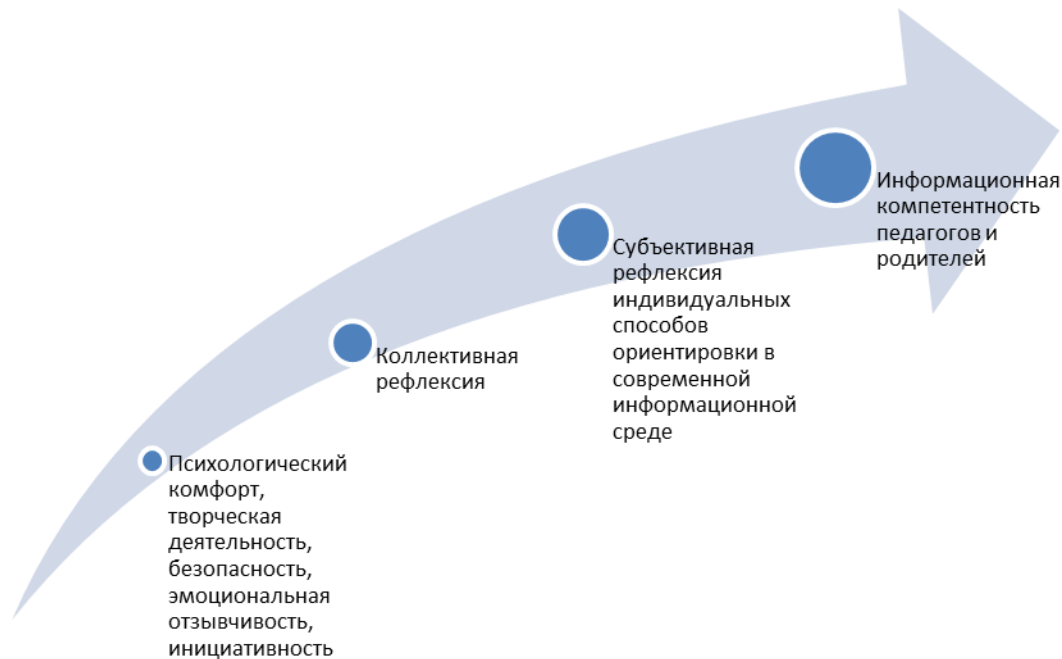 Психологический
комфорт,
творческая
деятельность,
безопасность,
эмоциональная
отзывчивость,
инициативность
Коллективная
рефлексия
Субъективная
рефлексия
индивидуальных
способов
ориентировки в
современной
информационной
среде
Информационная
компетентность
педагогов и
родителей